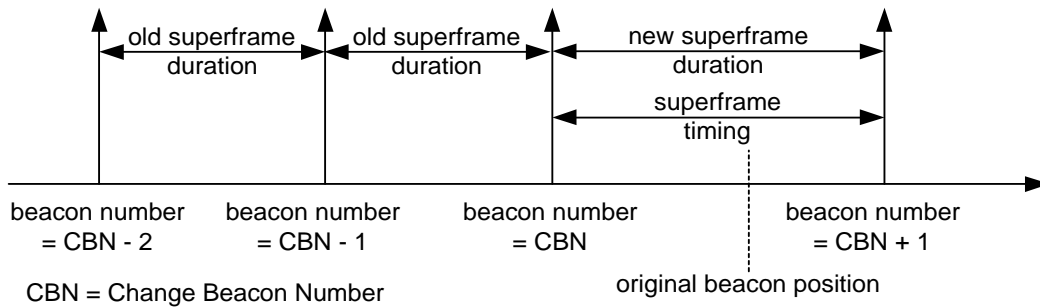 old superframe
duration
old superframe
duration
new superframe
duration
superframe
timing
beacon number
= CBN - 2
beacon number
= CBN - 1
beacon number
= CBN
beacon number
= CBN + 1
original beacon position
CBN = Change Beacon Number